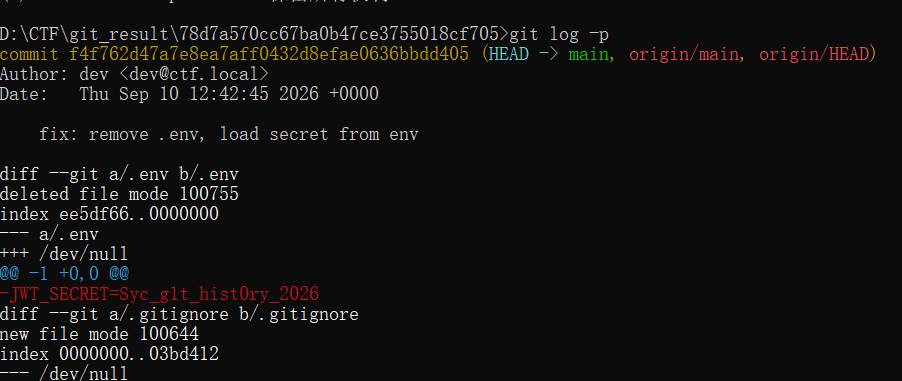 D:\CTF\git_result\78d7a570cc67ba0b47ce3755018cf705>git log -p
commit f4f762d47a7e8ea7aff0432d8efae0636bbdd405 (HEAD -> main, origin/main, origin/HEAD)
Author: dev <dev@ctf.local>
Date:   Thu Sep 10 12:42:45 2026 +0000
    fix: remove .env, load secret from env
diff --git a/.env b/.env
deleted file mode 100755
index ee5df66..0000000
--- a/.env
+++ /dev/null
@@ -1 +0,0 @@
-JWT_SECRET=Syc_g1t_hist0ry_2026
diff --git a/.gitignore b/.gitignore
new file mode 100644
index 0000000..03bd412
--- /dev/null